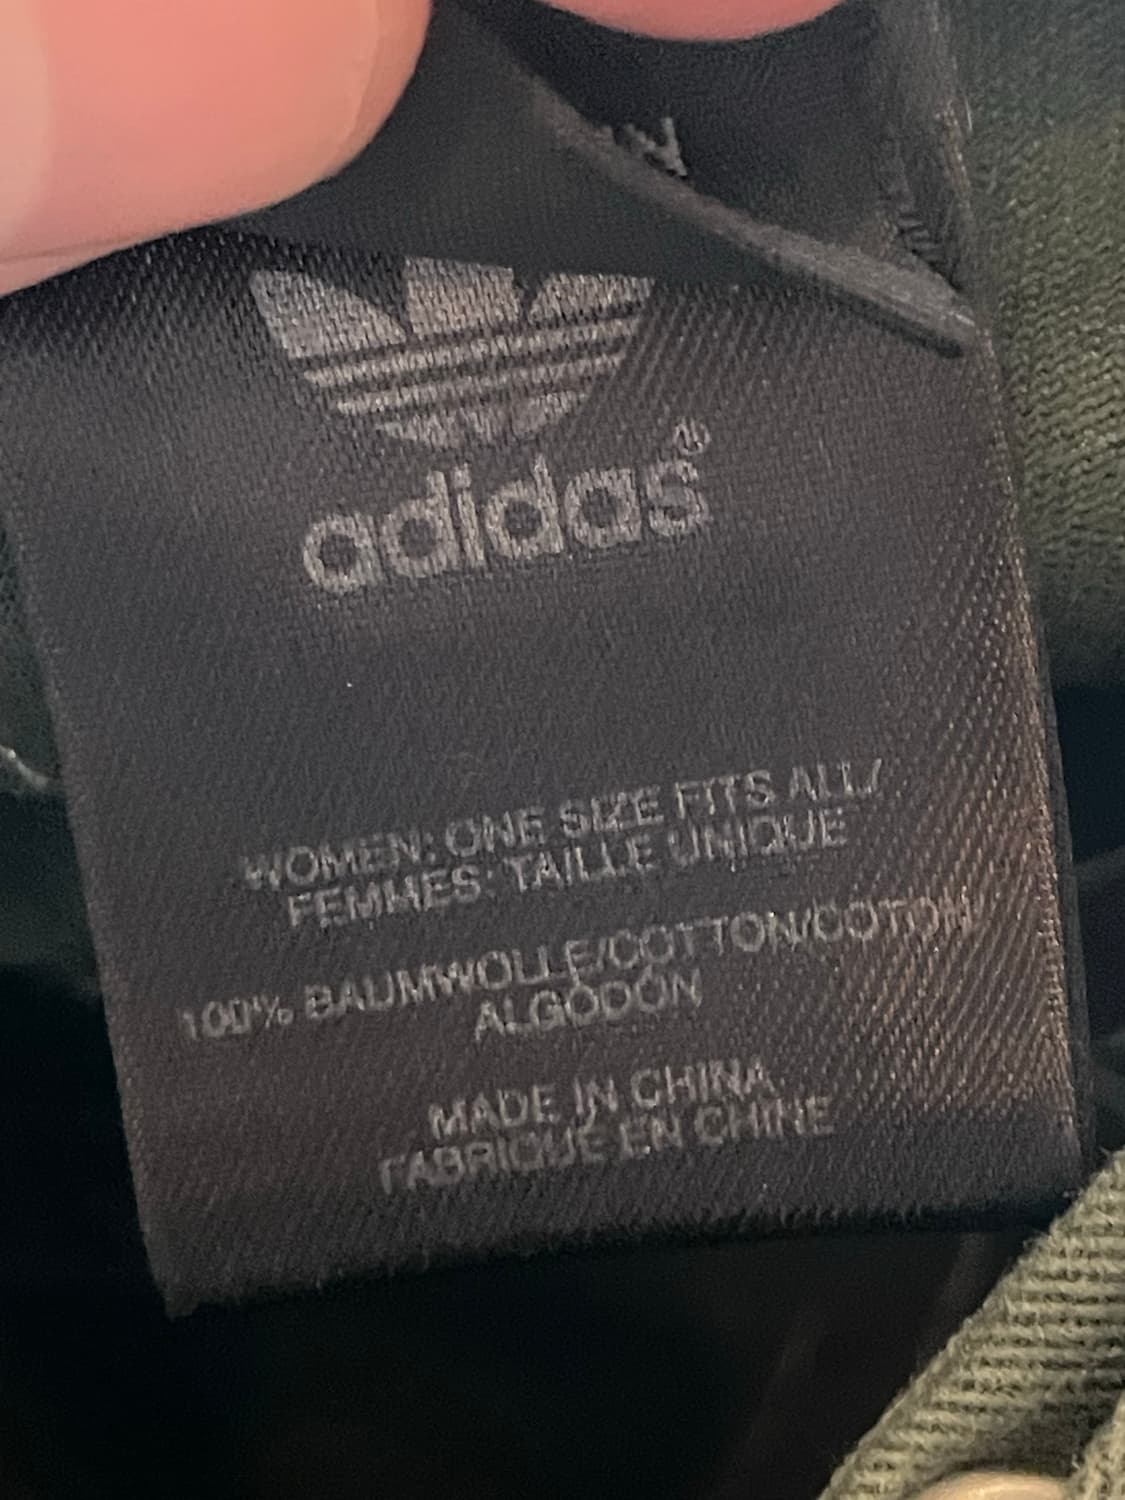 adidas®
WOMEN: ONE SIZE FITS ALL/
FEMMES: TAILLE UNIQUE
100% BAUMWOLLE/COTTON/COTON/
ALGODÓN
MADE IN CHINA
FABRIQUÉ EN CHINE